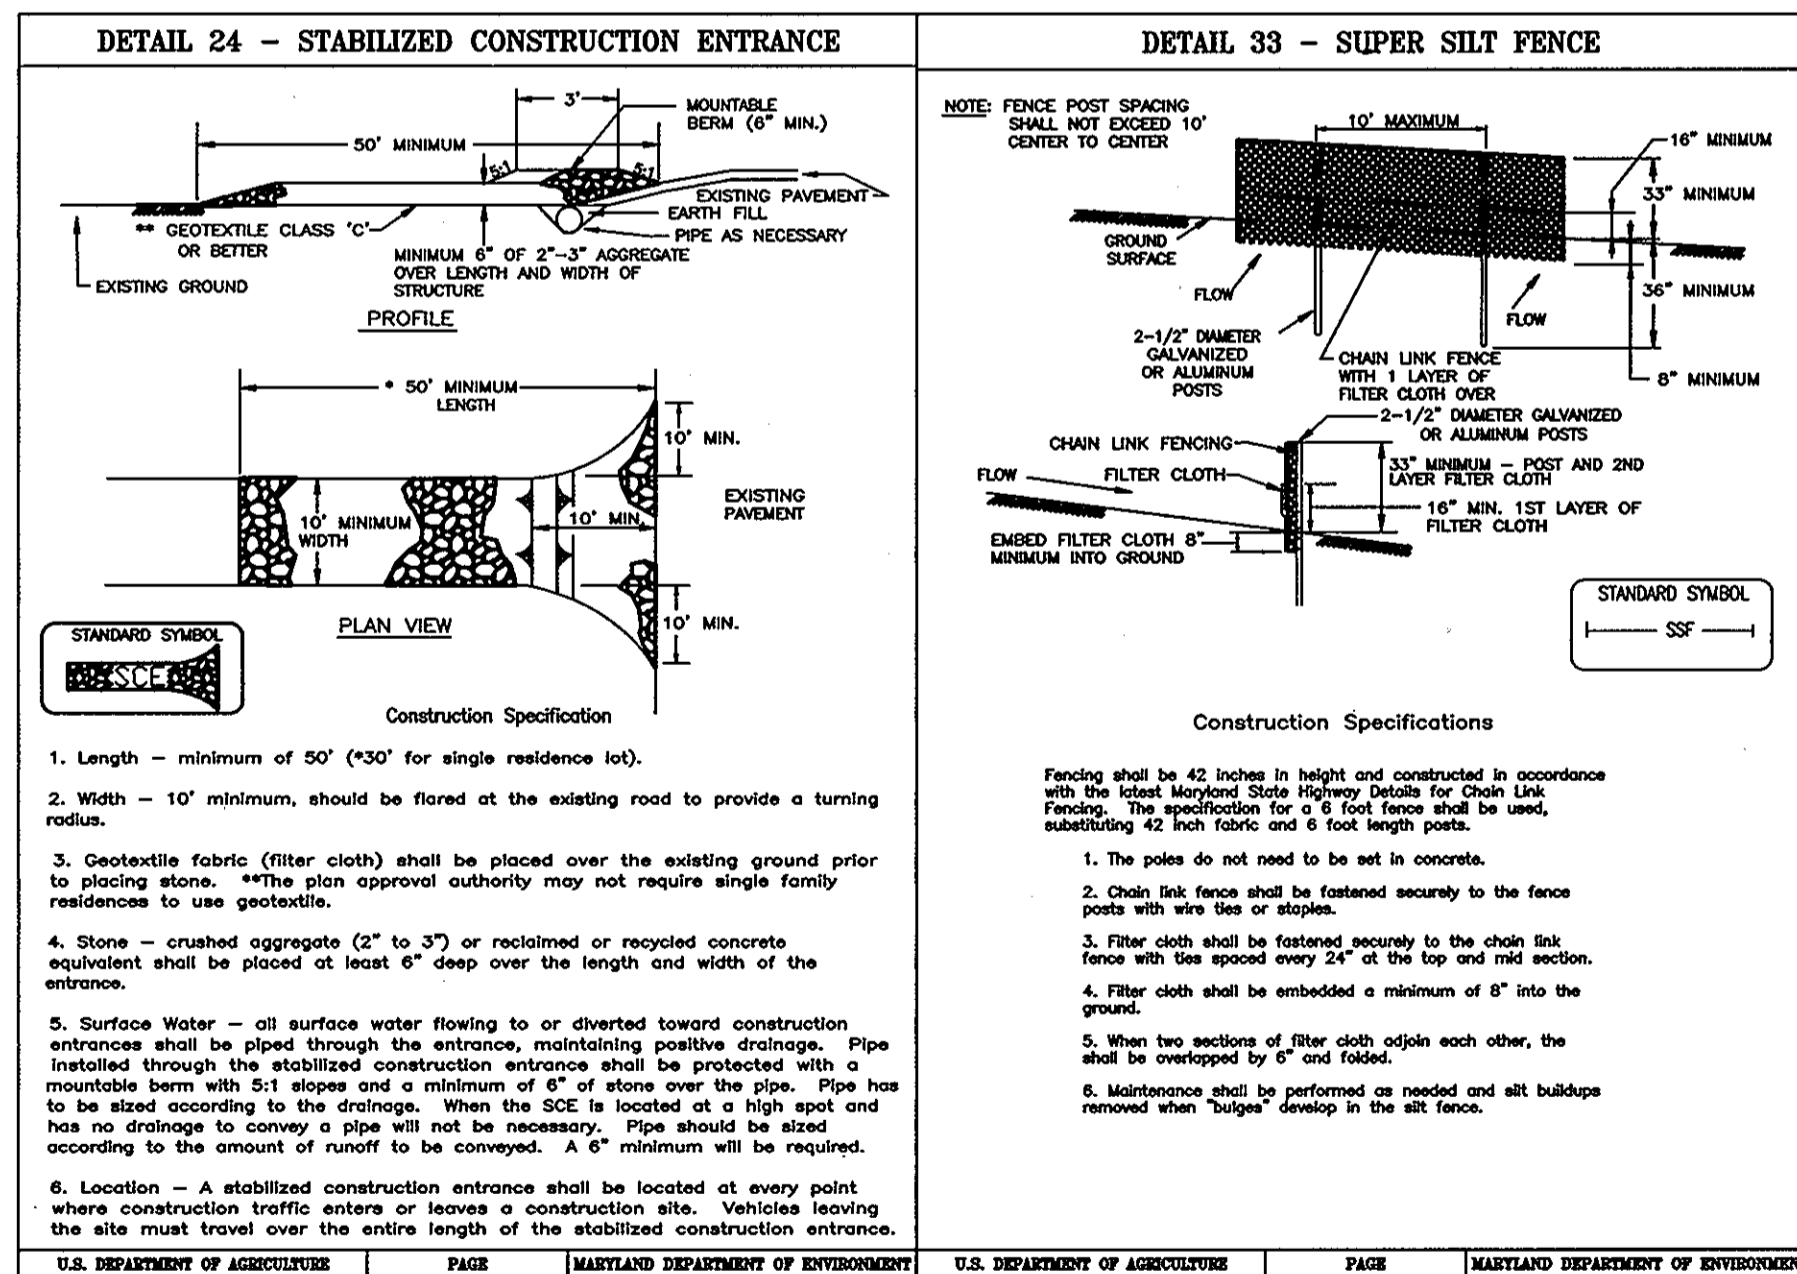 DETAIL 24 - STABILIZED CONSTRUCTION ENTRANCE
3'
MOUNTABLE
BERM (6" MIN.)
50' MINIMUM
5:1
5:1
EXISTING PAVEMENT
EARTH FILL
PIPE AS NECESSARY
** GEOTEXTILE CLASS 'C'
OR BETTER
MINIMUM 6" OF 2"-3" AGGREGATE
OVER LENGTH AND WIDTH OF
STRUCTURE
EXISTING GROUND
PROFILE
* 50' MINIMUM
LENGTH
10' MIN.
EXISTING
PAVEMENT
10' MINIMUM
WIDTH
10' MIN.
10' MIN.
PLAN VIEW
STANDARD SYMBOL
SCE
Construction Specification
1. Length - minimum of 50' (*30' for single residence lot).
2. Width - 10' minimum, should be flared at the existing road to provide a turning
radius.
3. Geotextile fabric (filter cloth) shall be placed over the existing ground prior
to placing stone. **The plan approval authority may not require single family
residences to use geotextile.
4. Stone - crushed aggregate (2" to 3") or reclaimed or recycled concrete
equivalent shall be placed at least 6" deep over the length and width of the
entrance.
5. Surface Water - all surface water flowing to or diverted toward construction
entrances shall be piped through the entrance, maintaining positive drainage. Pipe
installed through the stabilized construction entrance shall be protected with a
mountable berm with 5:1 slopes and a minimum of 6" of stone over the pipe. Pipe has
to be sized according to the drainage. When the SCE is located at a high spot and
has no drainage to convey a pipe will not be necessary. Pipe should be sized
according to the amount of runoff to be conveyed. A 6" minimum will be required.
6. Location - A stabilized construction entrance shall be located at every point
where construction traffic enters or leaves a construction site. Vehicles leaving
the site must travel over the entire length of the stabilized construction entrance.
U.S. DEPARTMENT OF AGRICULTURE
PAGE
MARYLAND DEPARTMENT OF ENVIRONMENT
DETAIL 33 - SUPER SILT FENCE
NOTE: FENCE POST SPACING
SHALL NOT EXCEED 10'
CENTER TO CENTER
10' MAXIMUM
16" MINIMUM
33" MINIMUM
GROUND
SURFACE
36" MINIMUM
FLOW
FLOW
2-1/2" DIAMETER
GALVANIZED
OR ALUMINUM
POSTS
CHAIN LINK FENCE
WITH 1 LAYER OF
FILTER CLOTH OVER
8" MINIMUM
2-1/2" DIAMETER GALVANIZED
OR ALUMINUM POSTS
CHAIN LINK FENCING
FLOW
FILTER CLOTH
33" MINIMUM - POST AND 2ND
LAYER FILTER CLOTH
16" MIN. 1ST LAYER OF
FILTER CLOTH
EMBED FILTER CLOTH 8"
MINIMUM INTO GROUND
STANDARD SYMBOL
SSF
Construction Specifications
Fencing shall be 42 inches in height and constructed in accordance
with the latest Maryland State Highway Details for Chain Link
Fencing. The specification for a 6 foot fence shall be used,
substituting 42 inch fabric and 6 foot length posts.
1. The poles do not need to be set in concrete.
2. Chain link fence shall be fastened securely to the fence
posts with wire ties or staples.
3. Filter cloth shall be fastened securely to the chain link
fence with ties spaced every 24" at the top and mid section.
4. Filter cloth shall be embedded a minimum of 8" into the
ground.
5. When two sections of filter cloth adjoin each other, the
shall be overlapped by 6" and folded.
6. Maintenance shall be performed as needed and silt buildups
removed when "bulges" develop in the silt fence.
U.S. DEPARTMENT OF AGRICULTURE
PAGE
MARYLAND DEPARTMENT OF ENVIRONMEN